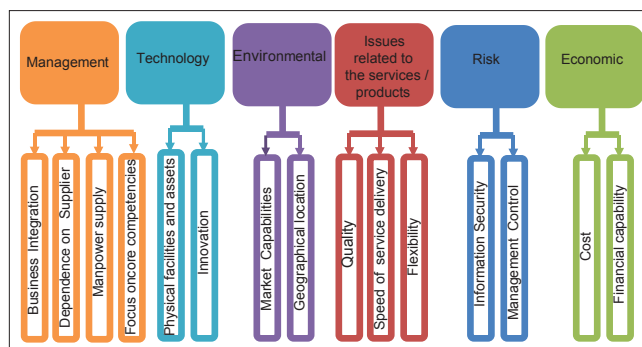 Management
Technology
Environmental
Issues
related to
the services /
products
Risk
Economic
Business Integration
Dependence on Supplier
Manpower supply
Focus oncore competencies
Physical facilities and assets
Innovation
Market Capabilities
Geographical location
Quality
Speed of service delivery
Flexibility
Information Security
Management Control
Cost
Financial capability